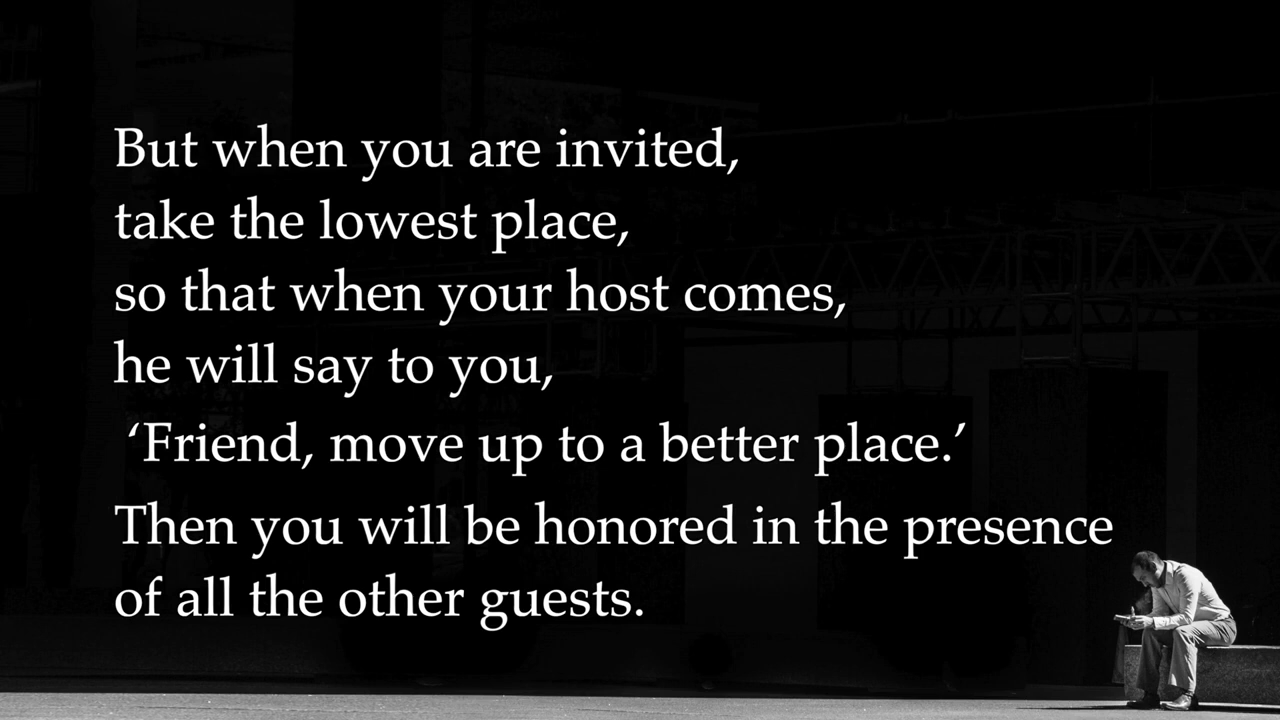 But when you are invited,
take the lowest place,
so that when your host comes,
he will say to you,
‘Friend, move up to a better place.’
Then you will be honored in the presence
of all the other guests.